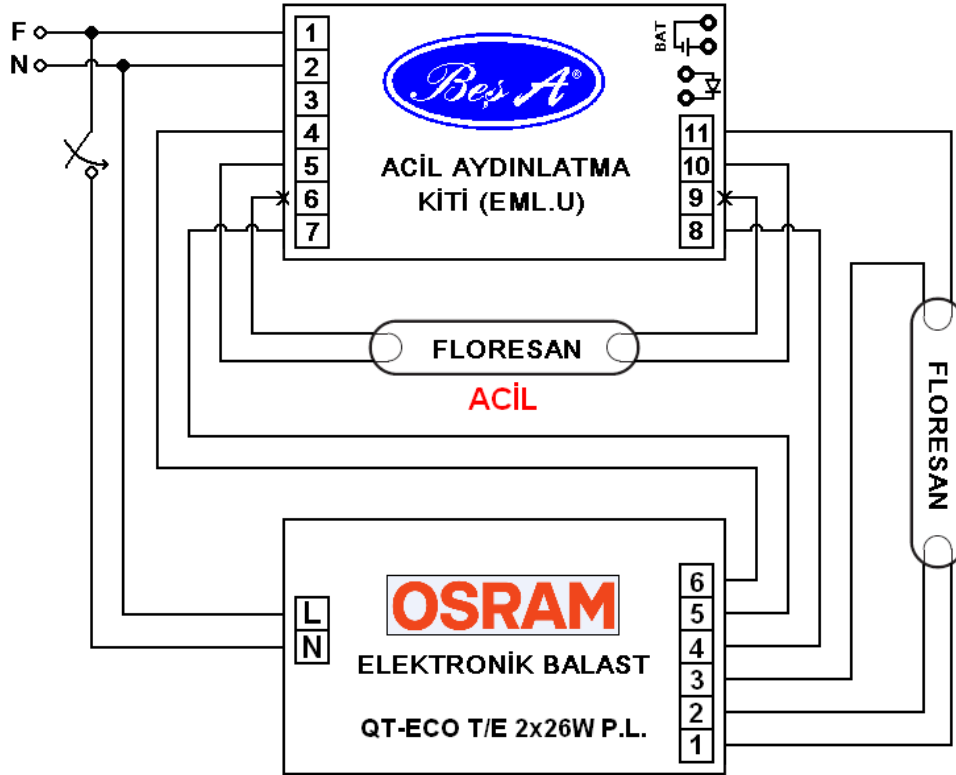 F
N
1
2
3
4
5
6
7
Beş A®
BAT
ACİL AYDINLATMA
KİTİ (EML.U)
11
10
9
8
FLORESAN
ACİL
FLORESAN
L
N
OSRAM
ELEKTRONİK BALAST
QT-ECO T/E 2x26W P.L.
6
5
4
3
2
1